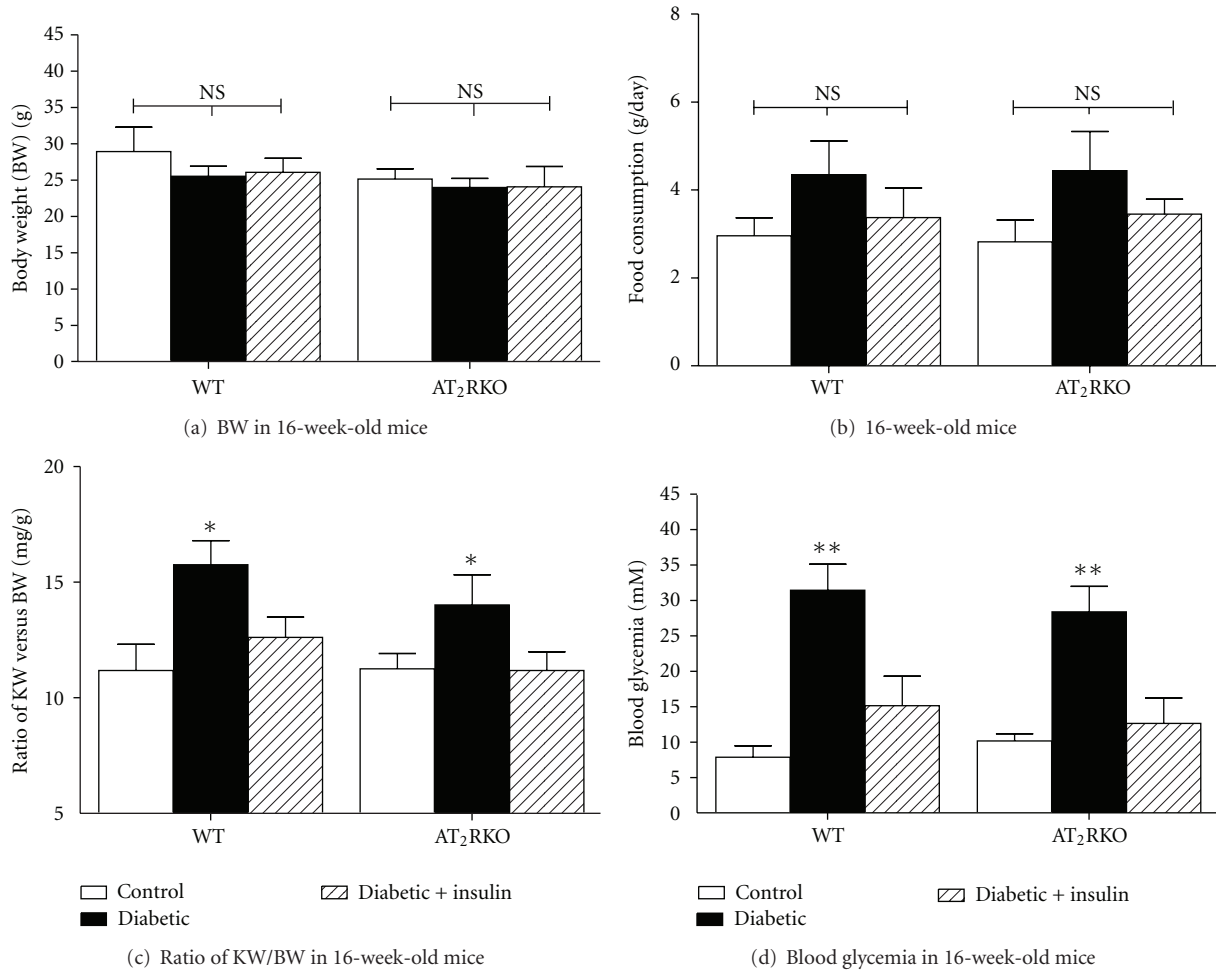 45
40
35
30
25
20
15
10
5
0
Body weight (BW) (g)
NS
NS
WT
AT₂RKO
(a) BW in 16-week-old mice
8
6
4
2
0
Food consumption (g/day)
NS
NS
WT
AT₂RKO
(b) 16-week-old mice
20
15
10
5
Ratio of KW versus BW (mg/g)
*
*
WT
AT₂RKO
Control
Diabetic
Diabetic + insulin
(c) Ratio of KW/BW in 16-week-old mice
45
40
35
30
25
20
15
10
5
0
Blood glycemia (mM)
**
**
WT
AT₂RKO
Control
Diabetic
Diabetic + insulin
(d) Blood glycemia in 16-week-old mice